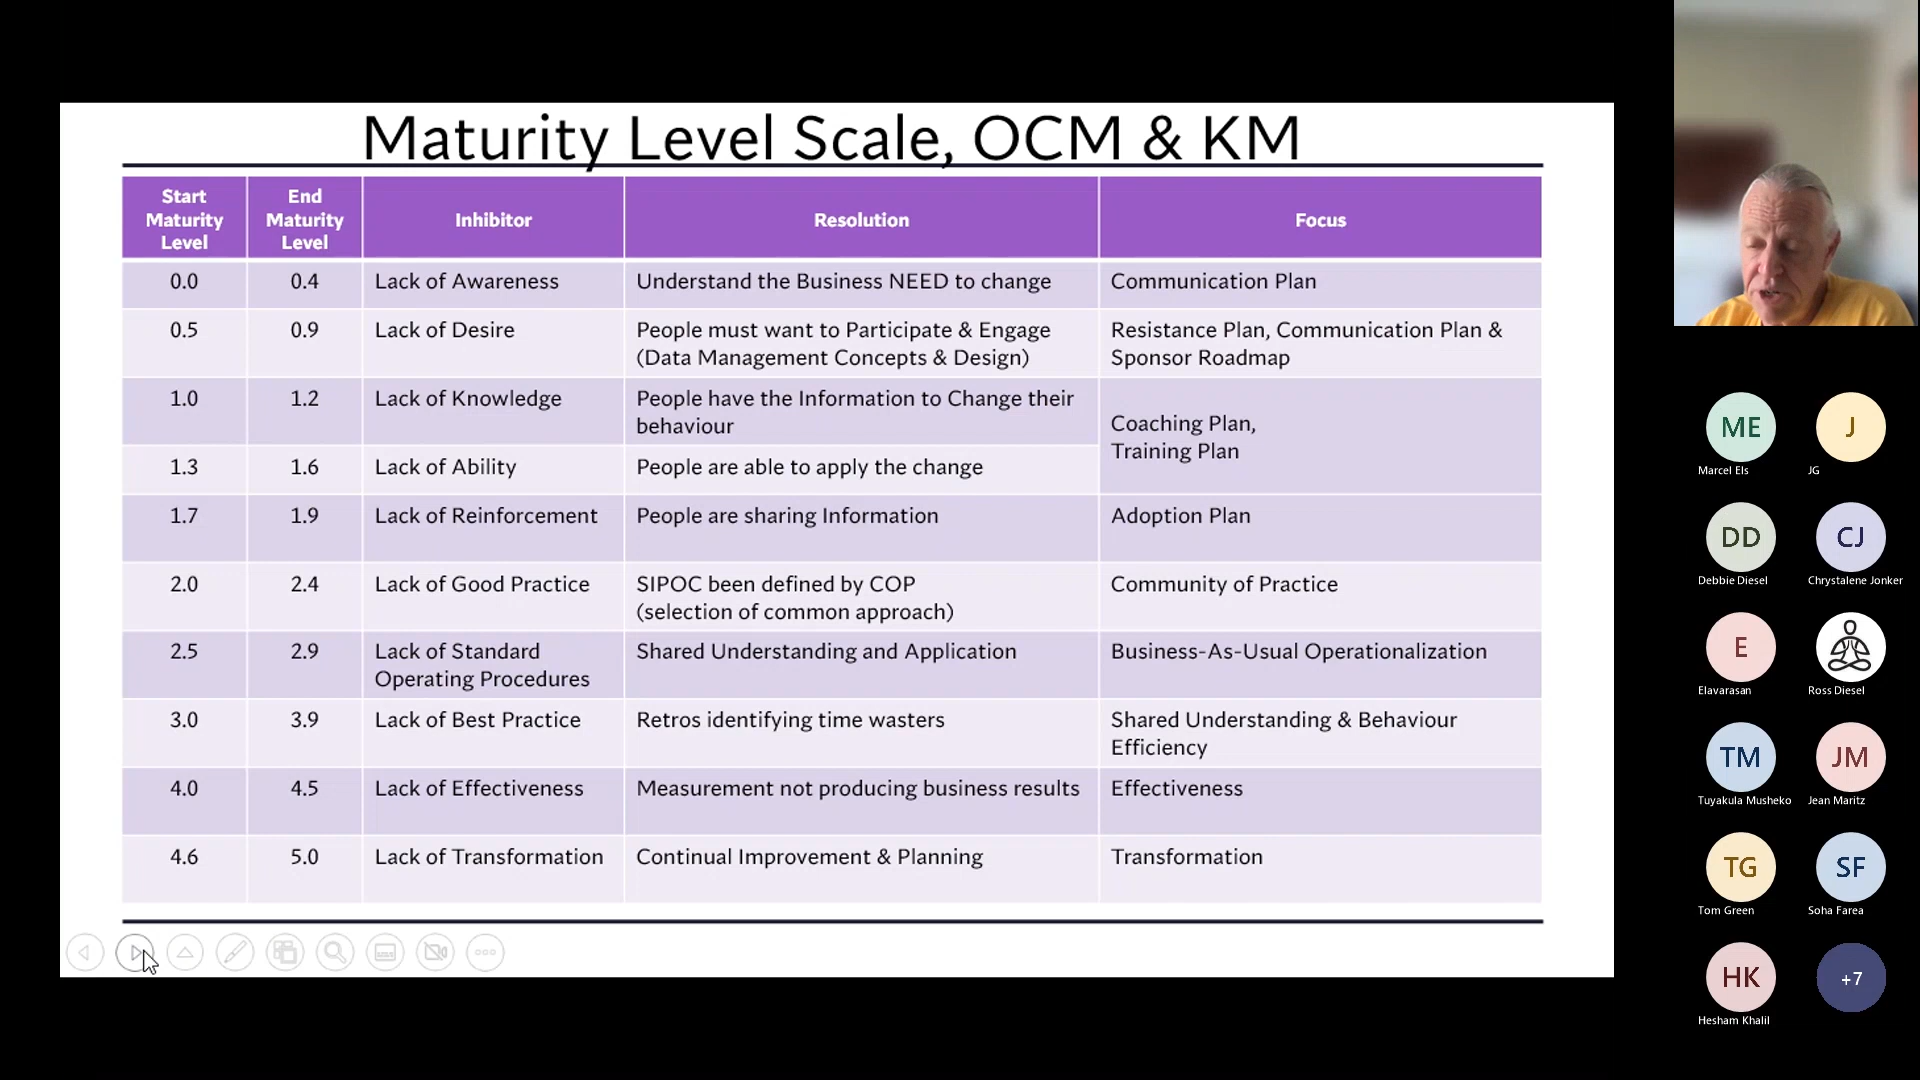 Maturity Level Scale, OCM & KM
Start
Maturity
Level
End
Maturity
Level
Inhibitor
Resolution
Focus
0.0
0.4
Lack of Awareness
Understand the Business NEED to change
Communication Plan
0.5
0.9
Lack of Desire
People must want to Participate & Engage
(Data Management Concepts & Design)
Resistance Plan, Communication Plan &
Sponsor Roadmap
1.0
1.2
Lack of Knowledge
People have the Information to Change their
behaviour
Coaching Plan,
Training Plan
1.3
1.6
Lack of Ability
People are able to apply the change
1.7
1.9
Lack of Reinforcement
People are sharing Information
Adoption Plan
2.0
2.4
Lack of Good Practice
SIPOC been defined by COP
(selection of common approach)
Community of Practice
2.5
2.9
Lack of Standard
Operating Procedures
Shared Understanding and Application
Business-As-Usual Operationalization
3.0
3.9
Lack of Best Practice
Retros identifying time wasters
Shared Understanding & Behaviour
Efficiency
4.0
4.5
Lack of Effectiveness
Measurement not producing business results
Effectiveness
4.6
5.0
Lack of Transformation
Continual Improvement & Planning
Transformation
ME
Marcel Els
J
JG
DD
Debbie Diesel
CJ
Chrystalene Jonker
E
Elavarasan
Ross Diesel
TM
Tuyakula Musheko
JM
Jean Maritz
TG
Tom Green
SF
Soha Farea
HK
Hesham Khalil
+7